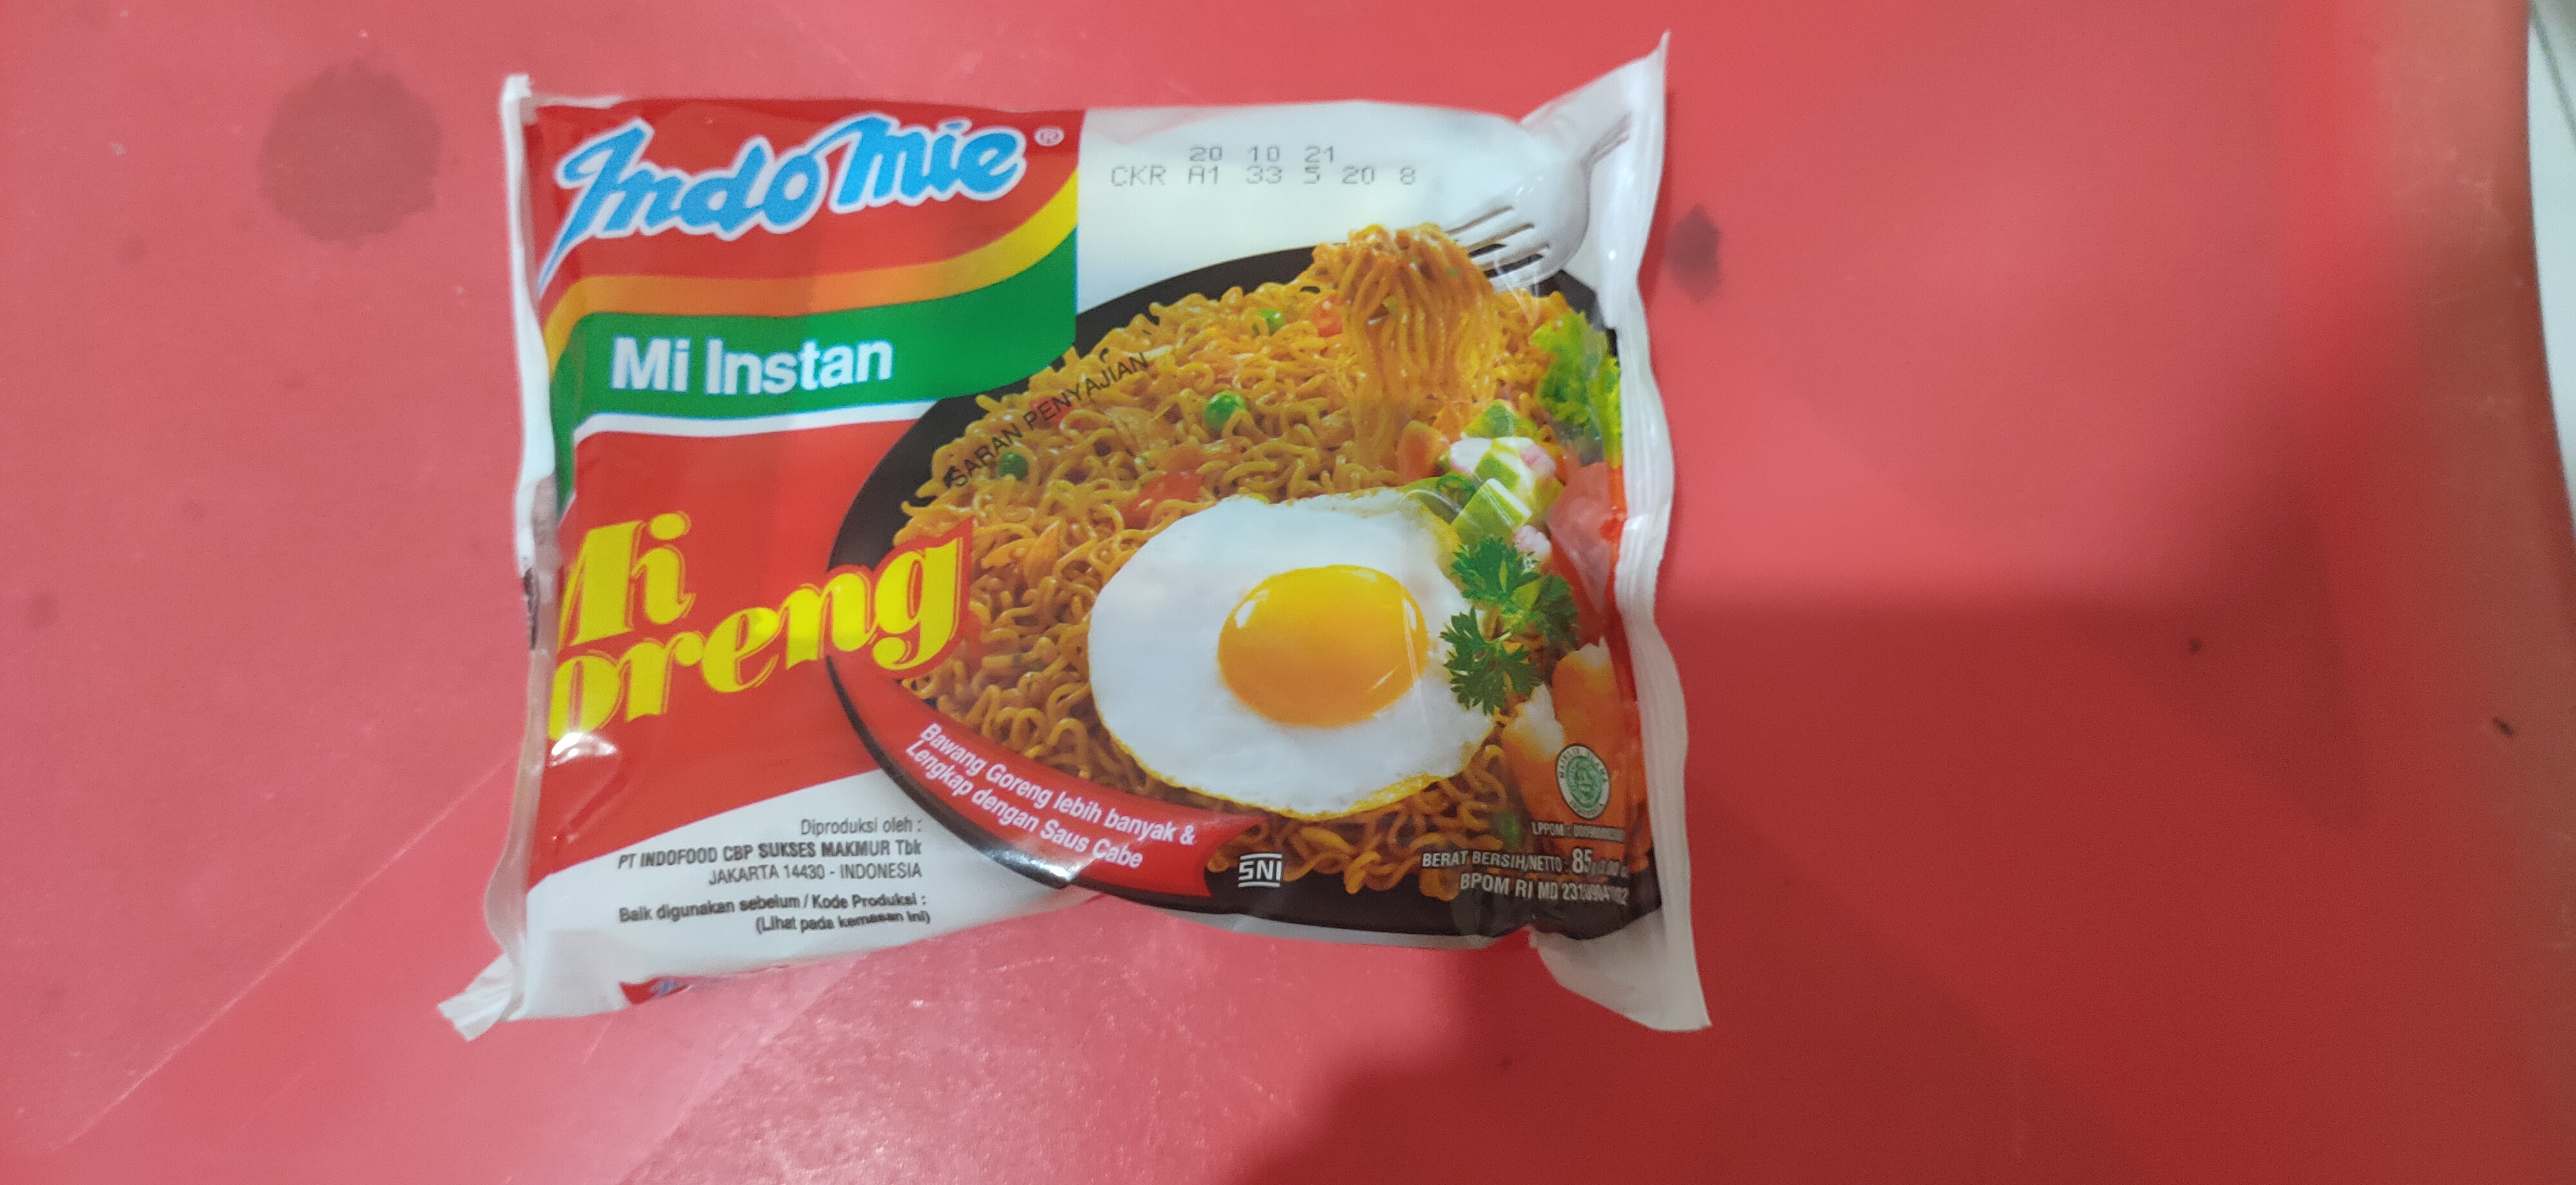 Indomie®
20 10 21
CKR A1 33 5 20 8
Mi Instan
SARAN PENYAJIAN
Mi
oreng
Bawang Goreng lebih banyak &
Lengkap dengan Saus Cabe
Diproduksi oleh :
PT INDOFOOD CBP SUKSES MAKMUR Tbk
JAKARTA 14430 - INDONESIA
Baik digunakan sebelum / Kode Produksi :
(Lihat pada kemasan ini)
SNI
LPPOM :
BERAT BERSIH/NETTO : 85
BPOM RI MD